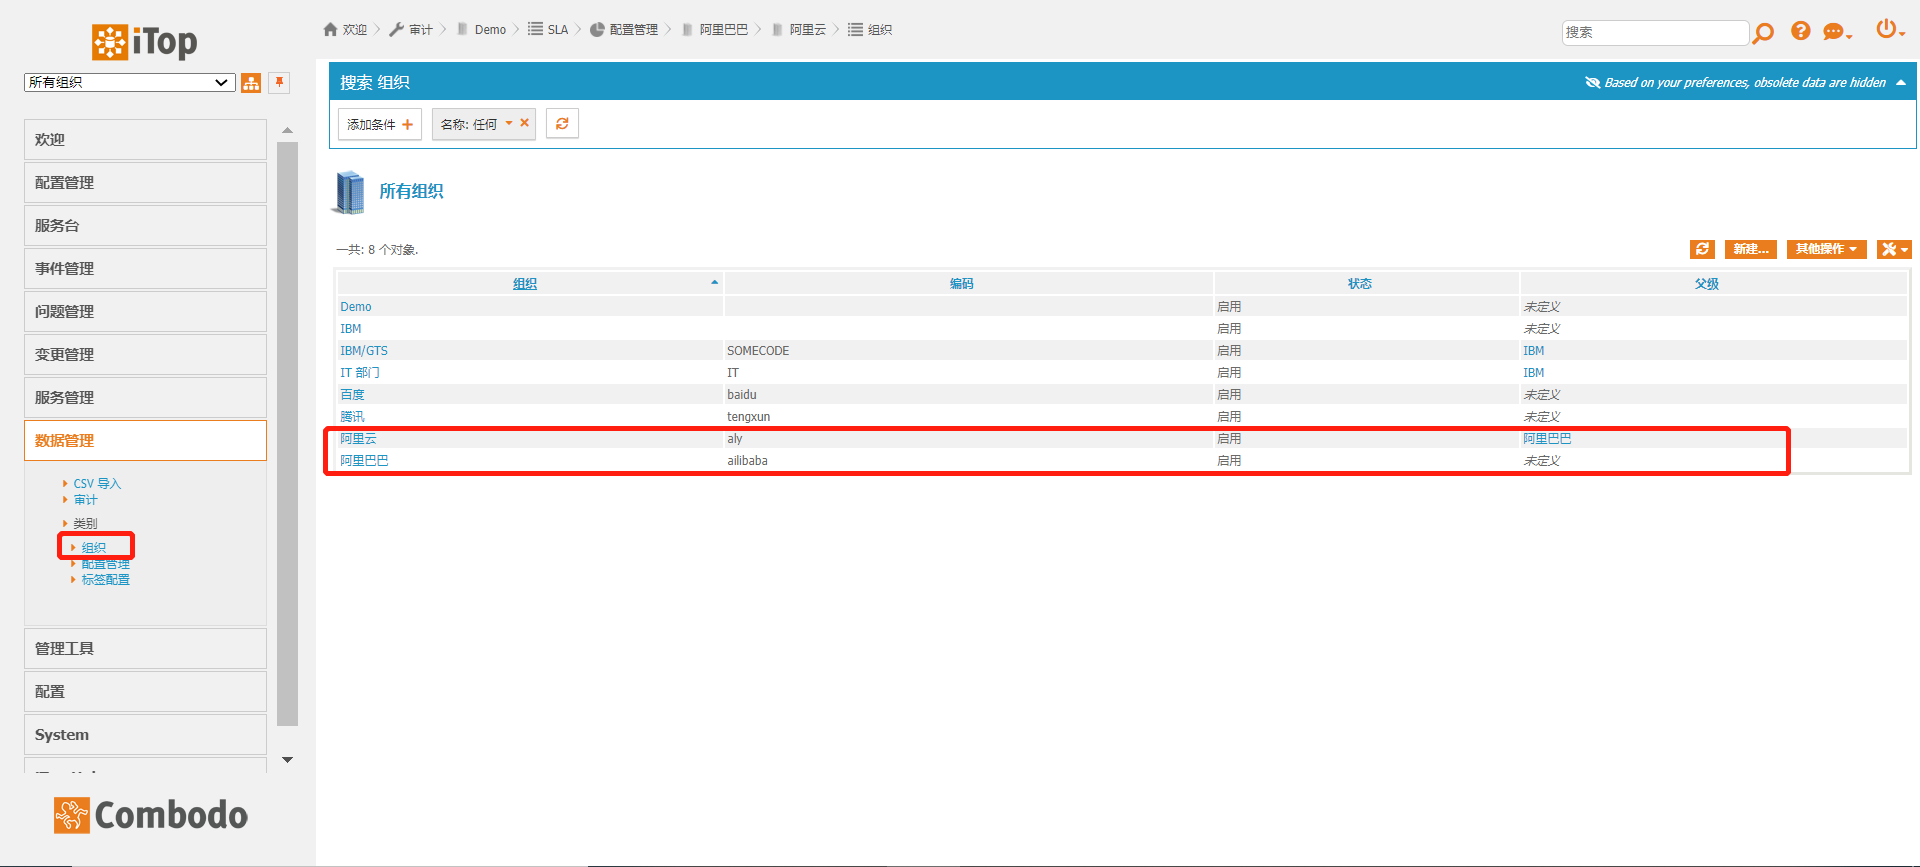 iTop
所有组织
欢迎
配置管理
服务台
事件管理
问题管理
变更管理
服务管理
数据管理
CSV 导入
审计
类别
组织
配置管理
标签配置
管理工具
配置
System
Combodo
欢迎 审计 Demo SLA 配置管理 阿里巴巴 阿里云 组织
搜索
搜索 组织
Based on your preferences, obsolete data are hidden
添加条件 + 名称: 任何
所有组织
一共: 8 个对象.
新建... 其他操作
组织 编码 状态 父级
Demo 启用 未定义
IBM 启用 未定义
IBM/GTS SOMECODE 启用 IBM
IT 部门 IT 启用 IBM
百度 baidu 启用 未定义
腾讯 tengxun 启用 未定义
阿里云 aly 启用 阿里巴巴
阿里巴巴 ailibaba 启用 未定义